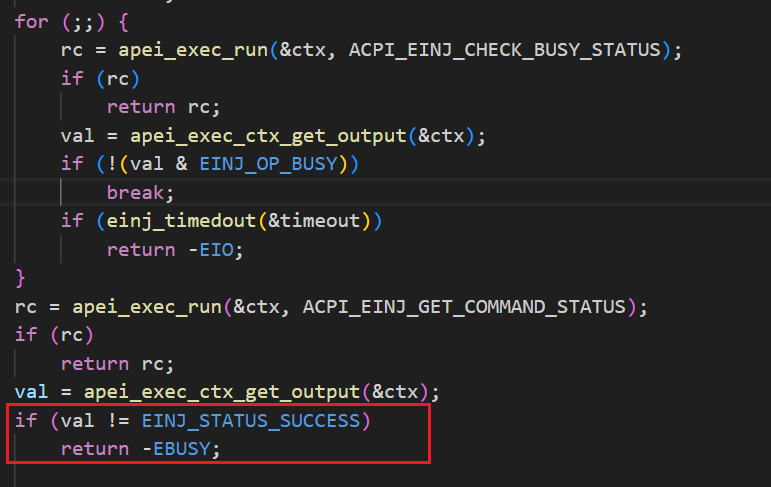 for (;;) {
    rc = apei_exec_run(&ctx, ACPI_EINJ_CHECK_BUSY_STATUS);
    if (rc)
        return rc;
    val = apei_exec_ctx_get_output(&ctx);
    if (!(val & EINJ_OP_BUSY))
        break;
    if (einj_timedout(&timeout))
        return -EIO;
}
rc = apei_exec_run(&ctx, ACPI_EINJ_GET_COMMAND_STATUS);
if (rc)
    return rc;
val = apei_exec_ctx_get_output(&ctx);
if (val != EINJ_STATUS_SUCCESS)
    return -EBUSY;